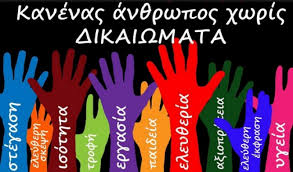 Κανένας άνθρωπος χωρίς
ΔΙΚΑΙΩΜΑΤΑ
στέγαση
ελεύθερη
σκέψη
ισότητα
τροφή
εργασία
παιδεία
ελευθερία
αξιοπρέπεια
ελεύθερη
έκφραση
υγεία